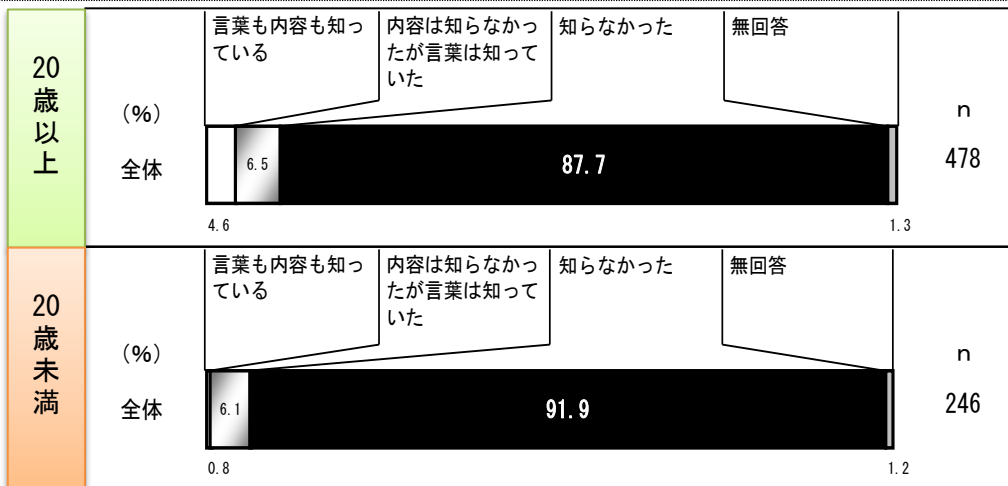 20歳以上
言葉も内容も知っ
ている
内容は知らなかっ
たが言葉は知って
いた
知らなかった
無回答
(%)
n
全体
6.5
87.7
478
4.6
1.3
20歳未満
言葉も内容も知っ
ている
内容は知らなかっ
たが言葉は知って
いた
知らなかった
無回答
(%)
n
全体
6.1
91.9
246
0.8
1.2